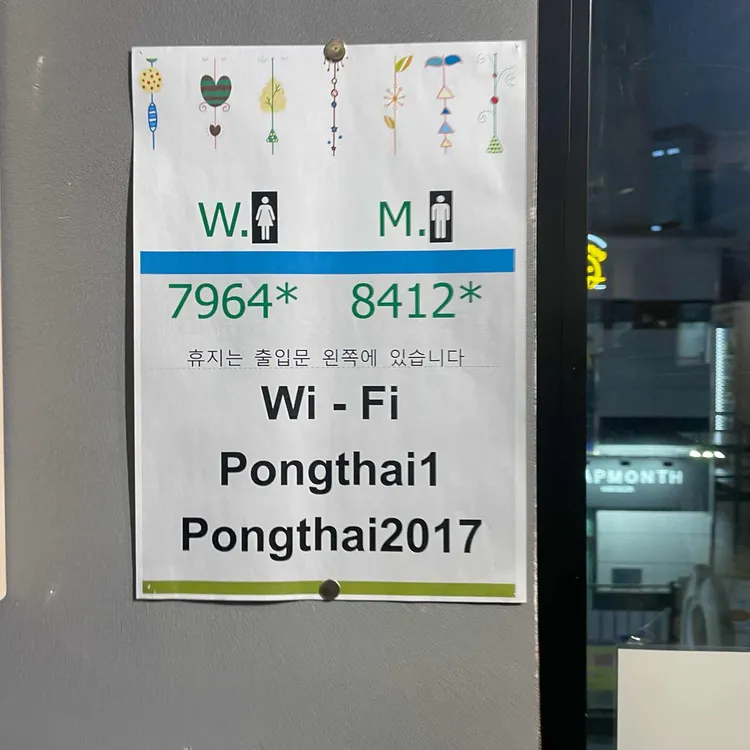 W. M.
7964* 8412*
휴지는 출입문 왼쪽에 있습니다
Wi - Fi
Pongthai1
Pongthai2017
APMONTH